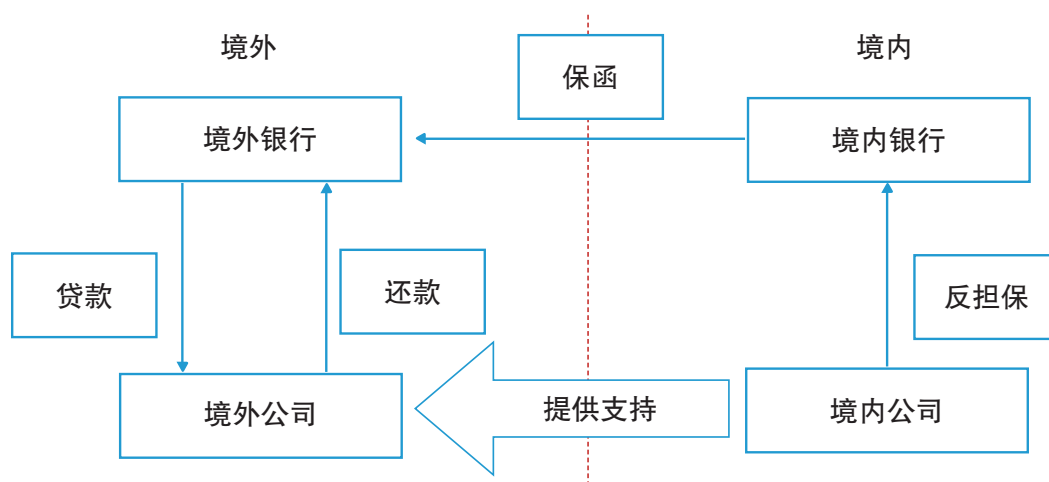 境外
保函
境内
境外银行
境内银行
贷款
还款
反担保
境外公司
提供支持
境内公司